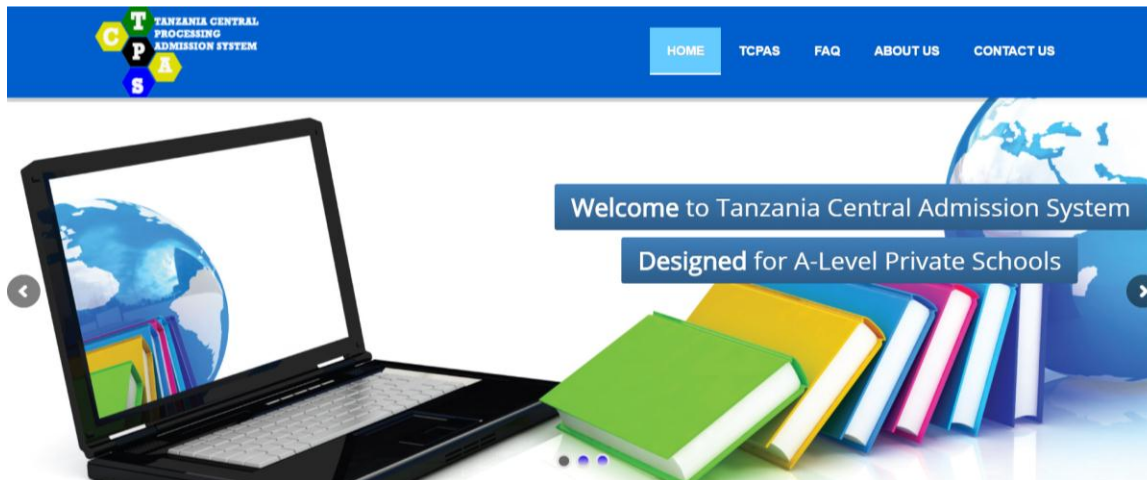 C T P A S
TANZANIA CENTRAL
PROCESSING
ADMISSION SYSTEM
HOME TCPAS FAQ ABOUT US CONTACT US
Welcome to Tanzania Central Admission System
Designed for A-Level Private Schools